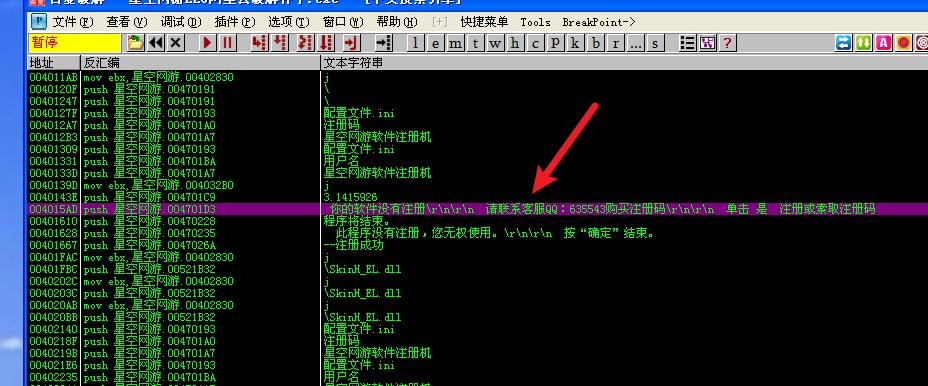 文件(F) 查看(V) 调试(D) 插件(P) 选项(T) 窗口(W) 帮助(H) [+] 快捷菜单 Tools BreakPoint->
暂停 l e m t w h c P k b r ... s ?
地址 反汇编 文本字符串
004011AB mov ebx,星空网游.00402830 j
0040120F push 星空网游.00470191 \
00401247 push 星空网游.00470191 \
0040127F push 星空网游.00470193 配置文件.ini
004012A7 push 星空网游.004701A0 注册码
004012B3 push 星空网游.004701A7 星空网游软件注册机
00401309 push 星空网游.00470193 配置文件.ini
00401331 push 星空网游.004701BA 用户名
0040133D push 星空网游.004701A7 星空网游软件注册机
0040139D mov ebx,星空网游.004032B0 j
0040143E push 星空网游.004701C9 3.1415926
004015AD push 星空网游.004701D3 你的软件没有注册\r\n\r\n 请联系客服QQ：635543购买注册码\r\n\r\n 单击 是 注册或索取注册码
00401610 push 星空网游.00470228 程序将结束。
00401628 push 星空网游.00470235 此程序没有注册，您无权使用。\r\n\r\n 按“确定”结束。
00401667 push 星空网游.0047026A --注册成功
00401FAC mov ebx,星空网游.00402830 j
00401FBC push 星空网游.00521B32 \SkinH_EL.dll
0040202C mov ebx,星空网游.00402830 j
0040203C push 星空网游.00521B32 \SkinH_EL.dll
004020AB mov ebx,星空网游.00402830 j
004020BB push 星空网游.00521B32 \SkinH_EL.dll
00402140 push 星空网游.00470193 配置文件.ini
0040218F push 星空网游.004701A0 注册码
0040219B push 星空网游.004701A7 星空网游软件注册机
004021E6 push 星空网游.00470193 配置文件.ini
00402235 push 星空网游.004701BA 用户名